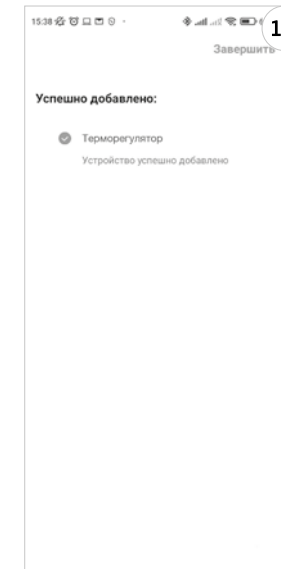 15:38
1
Завершить
Успешно добавлено:
Терморегулятор
Устройство успешно добавлено